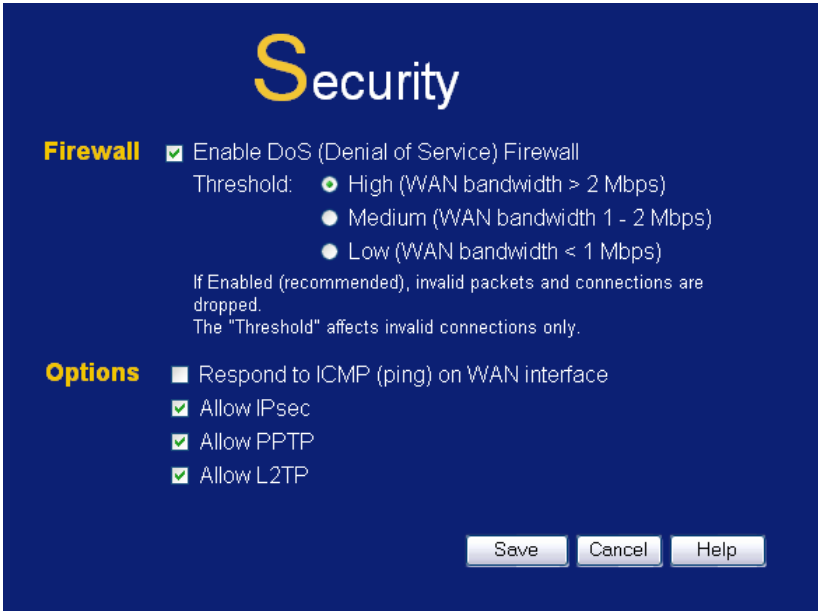 Security
Firewall Enable DoS (Denial of Service) Firewall
Threshold: High (WAN bandwidth > 2 Mbps)
Medium (WAN bandwidth 1 - 2 Mbps)
Low (WAN bandwidth < 1 Mbps)
If Enabled (recommended), invalid packets and connections are
dropped.
The "Threshold" affects invalid connections only.
Options Respond to ICMP (ping) on WAN interface
Allow IPsec
Allow PPTP
Allow L2TP
Save Cancel Help